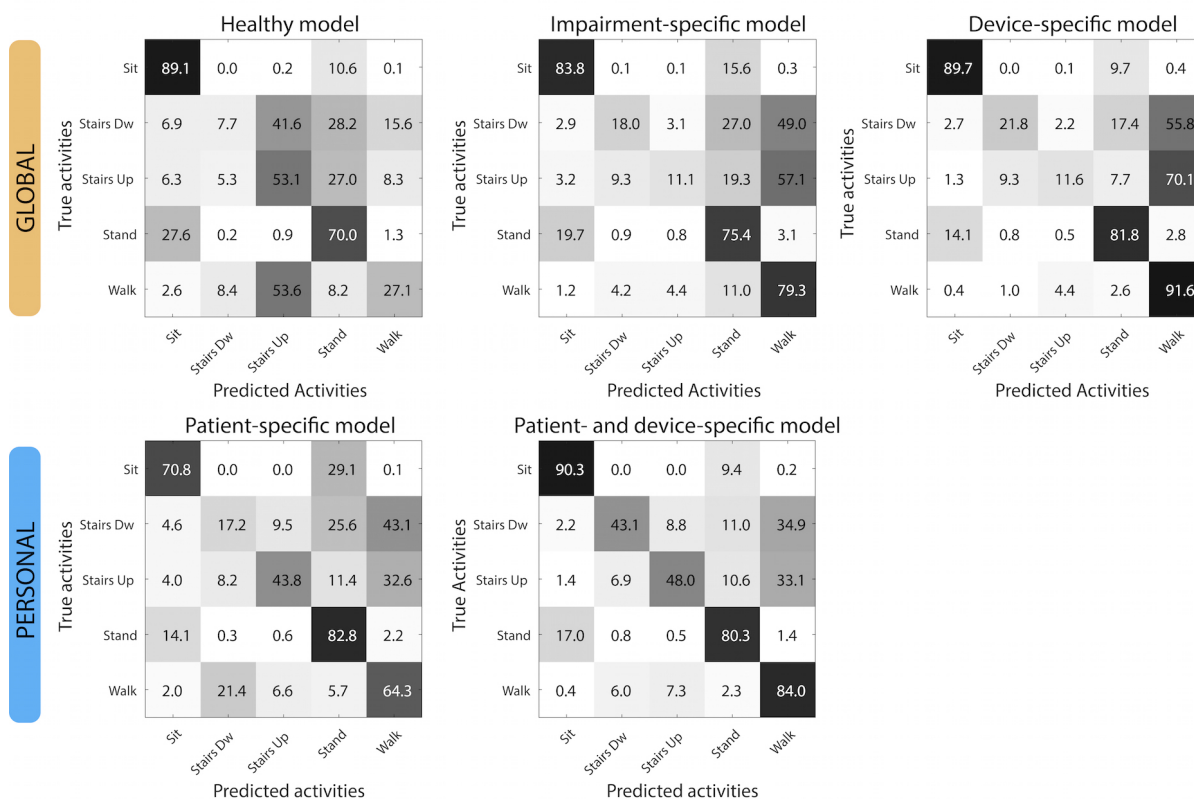 GLOBAL
Healthy model
True activities
Sit 89.1 0.0 0.2 10.6 0.1
Stairs Dw 6.9 7.7 41.6 28.2 15.6
Stairs Up 6.3 5.3 53.1 27.0 8.3
Stand 27.6 0.2 0.9 70.0 1.3
Walk 2.6 8.4 53.6 8.2 27.1
Sit Stairs Dw Stairs Up Stand Walk
Predicted Activities
Impairment-specific model
True activities
Sit 83.8 0.1 0.1 15.6 0.3
Stairs Dw 2.9 18.0 3.1 27.0 49.0
Stairs Up 3.2 9.3 11.1 19.3 57.1
Stand 19.7 0.9 0.8 75.4 3.1
Walk 1.2 4.2 4.4 11.0 79.3
Sit Stairs Dw Stairs Up Stand Walk
Predicted Activities
Device-specific model
True activities
Sit 89.7 0.0 0.1 9.7 0.4
Stairs Dw 2.7 21.8 2.2 17.4 55.8
Stairs Up 1.3 9.3 11.6 7.7 70.1
Stand 14.1 0.8 0.5 81.8 2.8
Walk 0.4 1.0 4.4 2.6 91.6
Sit Stairs Dw Stairs Up Stand Walk
Predicted Activities
PERSONAL
Patient-specific model
True activities
Sit 70.8 0.0 0.0 29.1 0.1
Stairs Dw 4.6 17.2 9.5 25.6 43.1
Stairs Up 4.0 8.2 43.8 11.4 32.6
Stand 14.1 0.3 0.6 82.8 2.2
Walk 2.0 21.4 6.6 5.7 64.3
Sit Stairs Dw Stairs Up Stand Walk
Predicted activities
Patient- and device-specific model
True Activities
Sit 90.3 0.0 0.0 9.4 0.2
Stairs Dw 2.2 43.1 8.8 11.0 34.9
Stairs Up 1.4 6.9 48.0 10.6 33.1
Stand 17.0 0.8 0.5 80.3 1.4
Walk 0.4 6.0 7.3 2.3 84.0
Sit Stairs Dw Stairs Up Stand Walk
Predicted activities